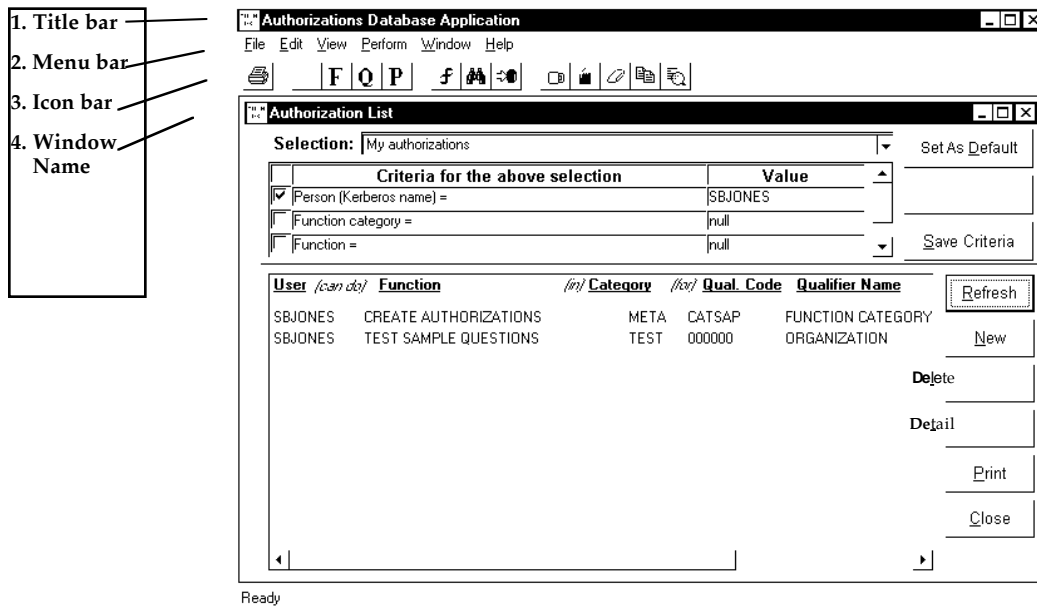 1. Title bar
2. Menu bar
3. Icon bar
4. Window
Name
Authorizations Database Application
File Edit View Perform Window Help
F Q P f
Authorization List
Selection: My authorizations
Set As Default
Criteria for the above selection Value
Person (Kerberos name) = SBJONES
Function category = null
Function = null
Save Criteria
User (can do) Function (in) Category (for) Qual. Code Qualifier Name
SBJONES CREATE AUTHORIZATIONS META CATSAP FUNCTION CATEGORY
SBJONES TEST SAMPLE QUESTIONS TEST 000000 ORGANIZATION
Refresh
New
Delete
Detail
Print
Close
Ready